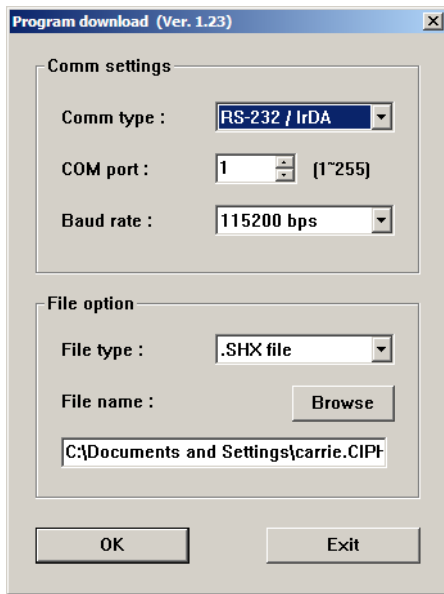 Program download (Ver. 1.23)
Comm settings
Comm type : RS-232 / IrDA
COM port : 1 (1~255)
Baud rate : 115200 bps
File option
File type : .SHX file
File name : Browse
C:\Documents and Settings\carrie.CIPH
OK Exit